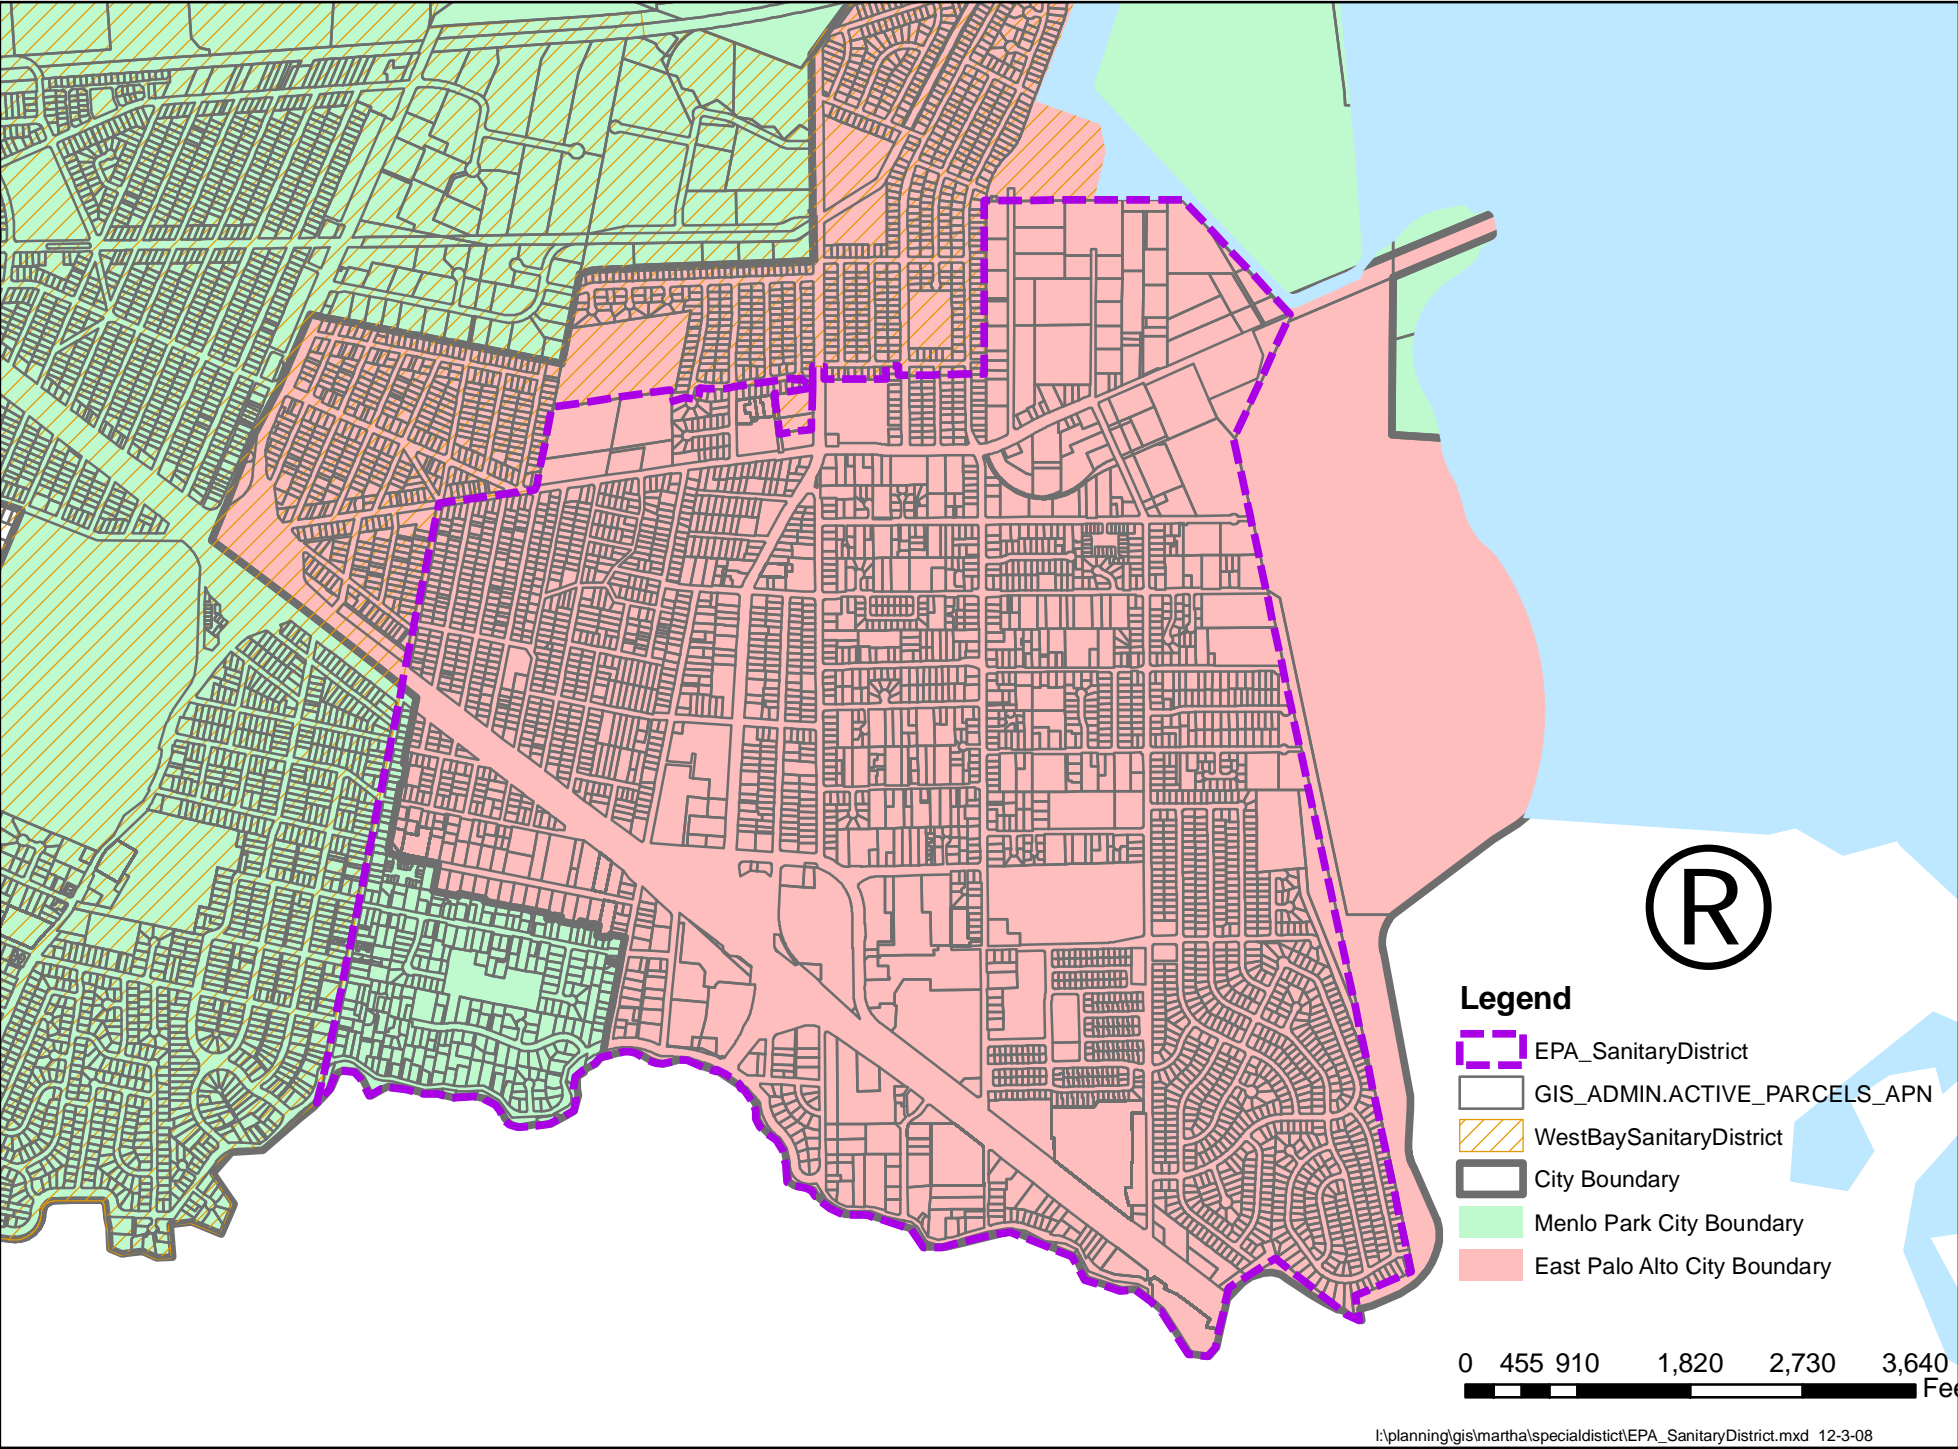 R
Legend
EPA_SanitaryDistrict
GIS_ADMIN.ACTIVE_PARCELS_APN
WestBaySanitaryDistrict
City Boundary
Menlo Park City Boundary
East Palo Alto City Boundary
0 455 910 1,820 2,730 3,640
Fee
I:\planning\gis\martha\specialdistict\EPA_SanitaryDistrict.mxd 12-3-08